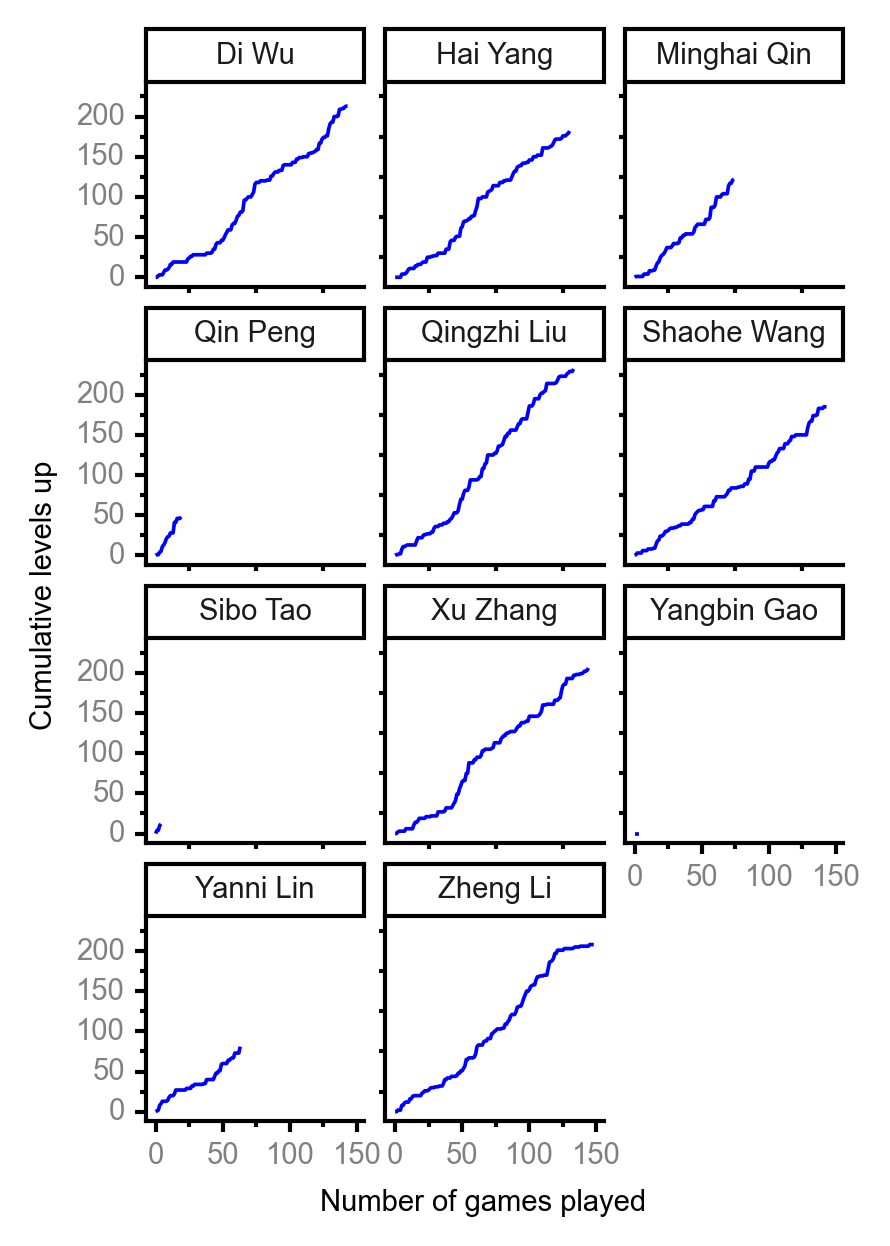 Di Wu
Hai Yang
Minghai Qin
200
150
100
50
0
Qin Peng
Qingzhi Liu
Shaohe Wang
200
150
100
50
0
Cumulative levels up
Sibo Tao
Xu Zhang
Yangbin Gao
200
150
100
50
0
0 50 100 150
Yanni Lin
Zheng Li
200
150
100
50
0
0 50 100 150
0 50 100 150
Number of games played